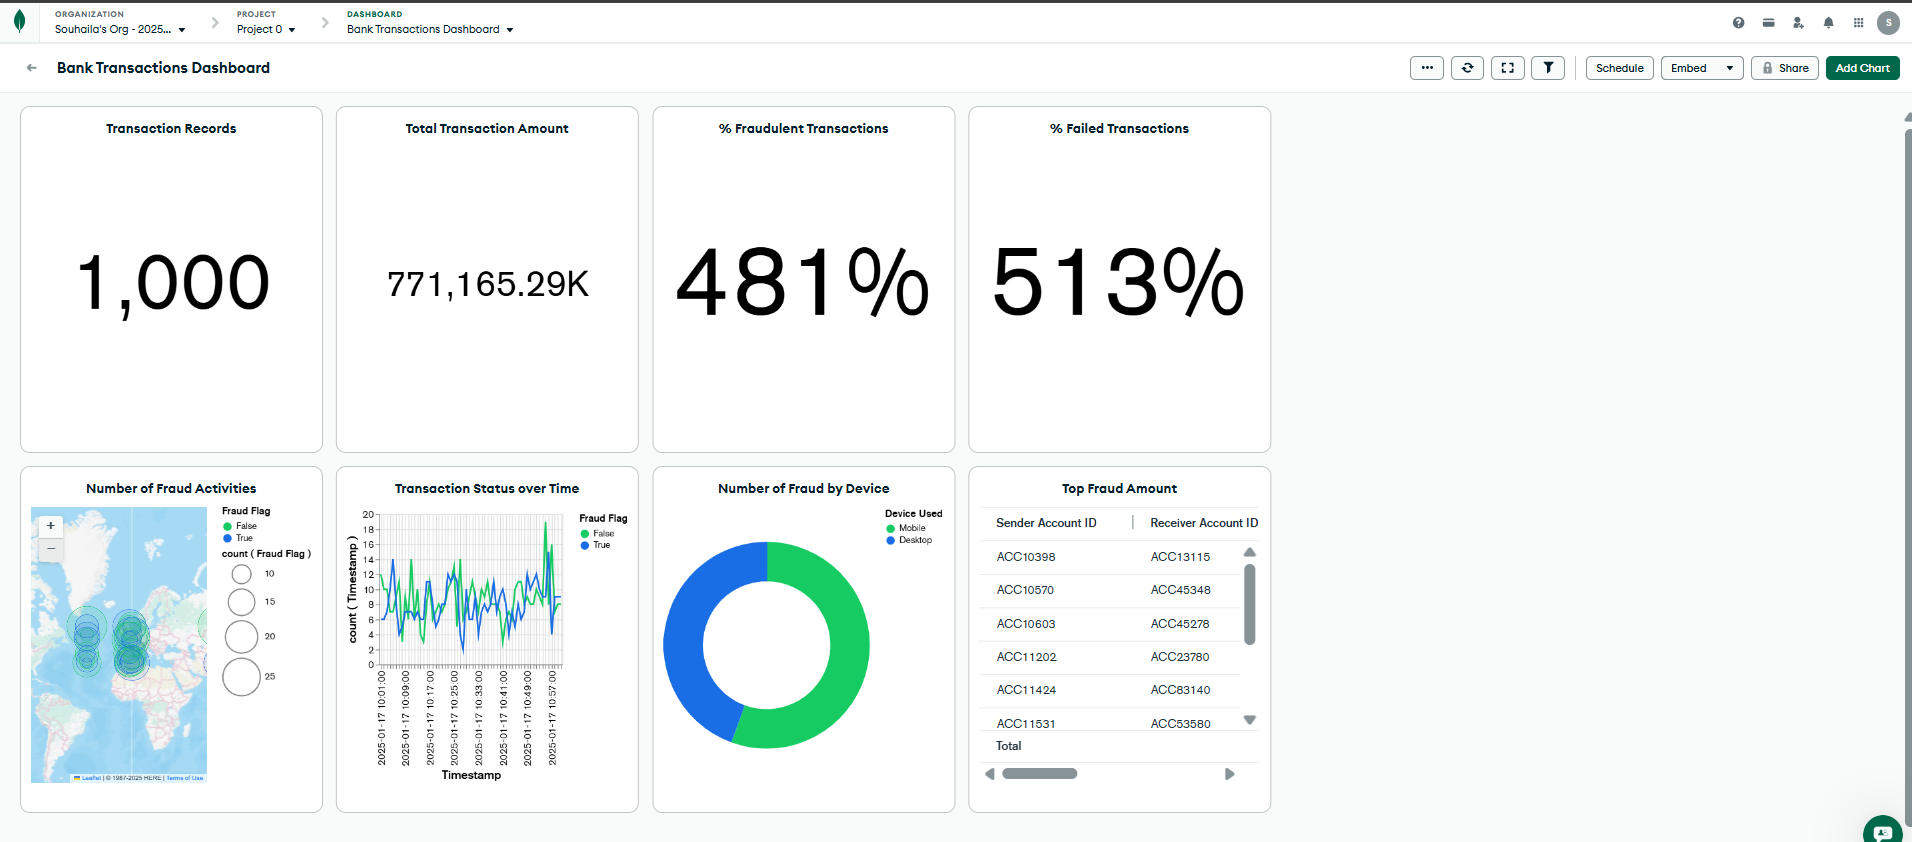 ORGANIZATION
Souhaila's Org - 2025...
PROJECT
Project 0
DASHBOARD
Bank Transactions Dashboard
S
Bank Transactions Dashboard
Schedule
Embed
Share
Add Chart
Transaction Records
1,000
Total Transaction Amount
771,165.29K
% Fraudulent Transactions
481%
% Failed Transactions
513%
Number of Fraud Activities
+
−
Fraud Flag
False
True
count ( Fraud Flag )
10
15
20
25
Leaflet | © 1987-2025 HERE | Terms of Use
Transaction Status over Time
count ( Timestamp )
20
18
16
14
12
10
8
6
4
2
0
2025-01-17 10:01:00
2025-01-17 10:09:00
2025-01-17 10:17:00
2025-01-17 10:25:00
2025-01-17 10:33:00
2025-01-17 10:41:00
2025-01-17 10:49:00
2025-01-17 10:57:00
Timestamp
Fraud Flag
False
True
Number of Fraud by Device
Device Used
Mobile
Desktop
Top Fraud Amount
Sender Account ID Receiver Account ID
ACC10398 ACC13115
ACC10570 ACC45348
ACC10603 ACC45278
ACC11202 ACC23780
ACC11424 ACC83140
ACC11531 ACC53580
Total